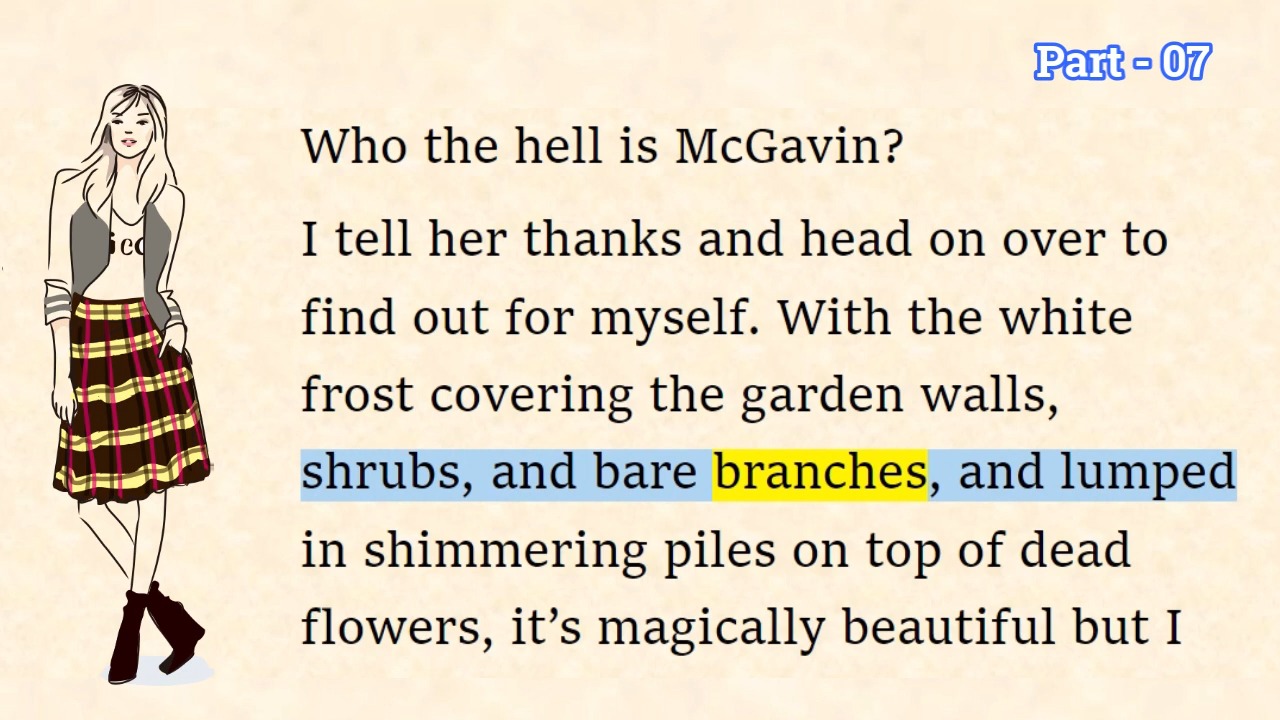 Part - 07
Who the hell is McGavin?
I tell her thanks and head on over to
find out for myself. With the white
frost covering the garden walls,
shrubs, and bare branches, and lumped
in shimmering piles on top of dead
flowers, it’s magically beautiful but I